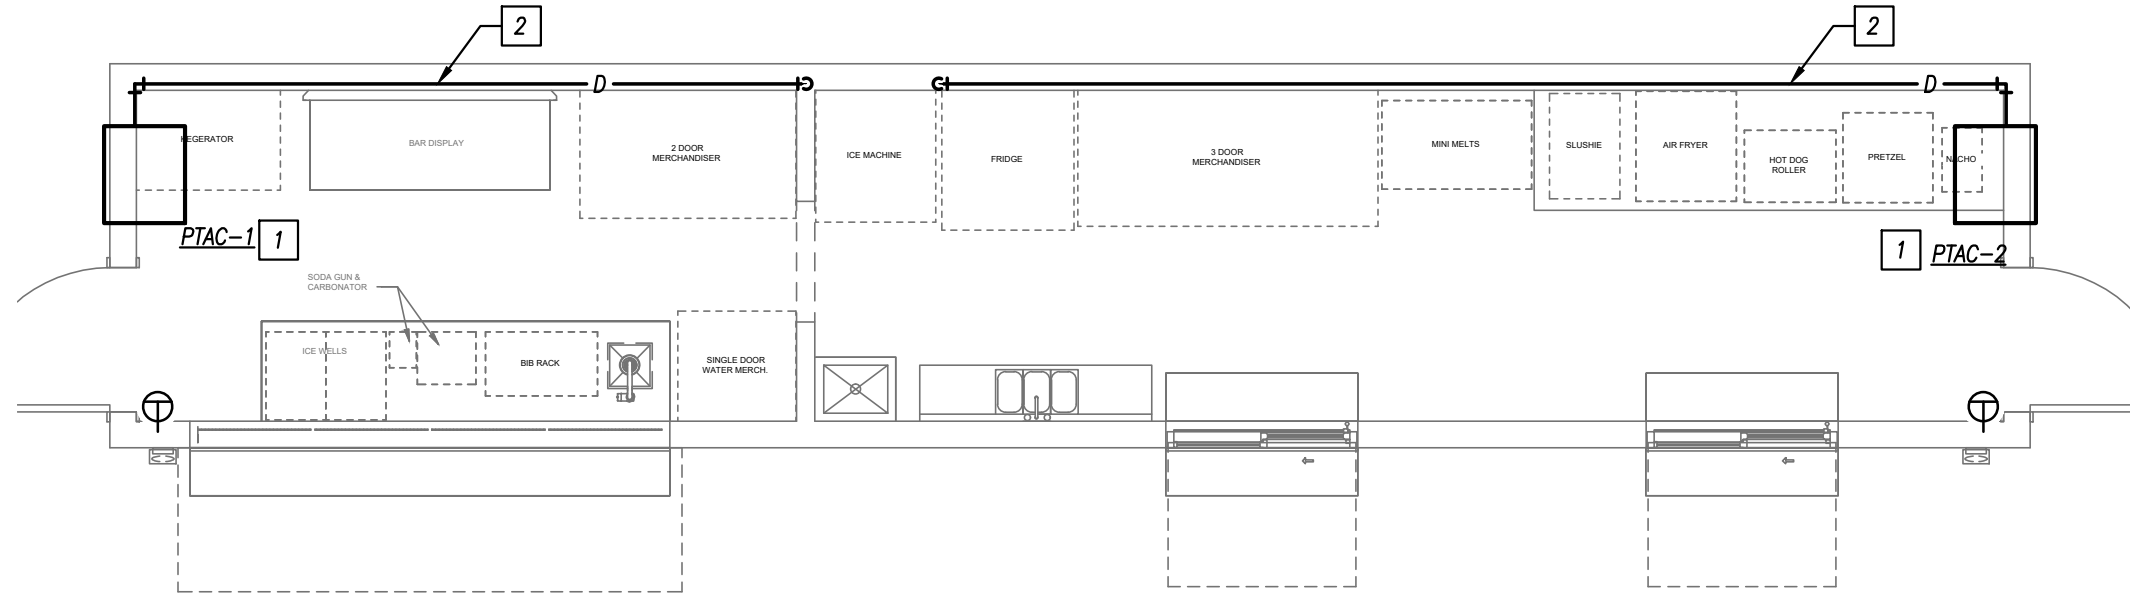 2
2
D
D
KEGERATOR
BAR DISPLAY
2 DOOR
MERCHANDISER
ICE MACHINE
FRIDGE
3 DOOR
MERCHANDISER
MINI MELTS
SLUSHIE
AIR FRYER
HOT DOG
ROLLER
PRETZEL
NACHO
PTAC-1 1
1 PTAC-2
SODA GUN &
CARBONATOR
ICE WELLS
BIB RACK
SINGLE DOOR
WATER MERCH.
T
T